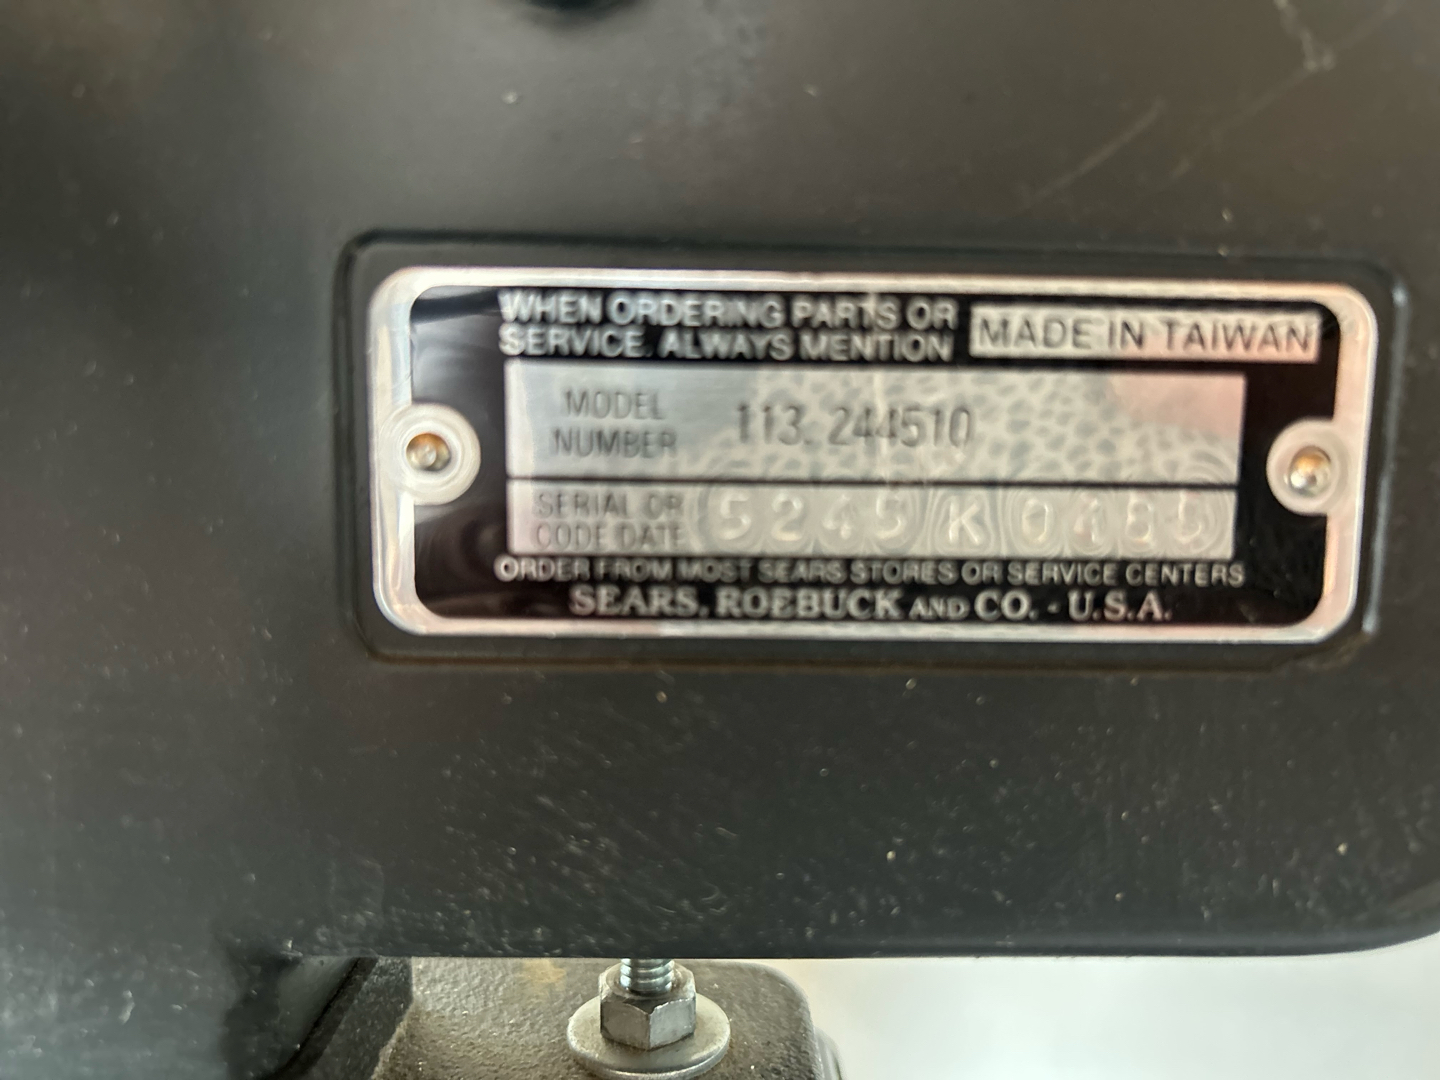 WHEN ORDERING PARTS OR
SERVICE, ALWAYS MENTION
MADE IN TAIWAN
MODEL
NUMBER
113.244510
SERIAL OR
CODE DATE
ORDER FROM MOST SEARS STORES OR SERVICE CENTERS
SEARS, ROEBUCK AND CO. - U.S.A.